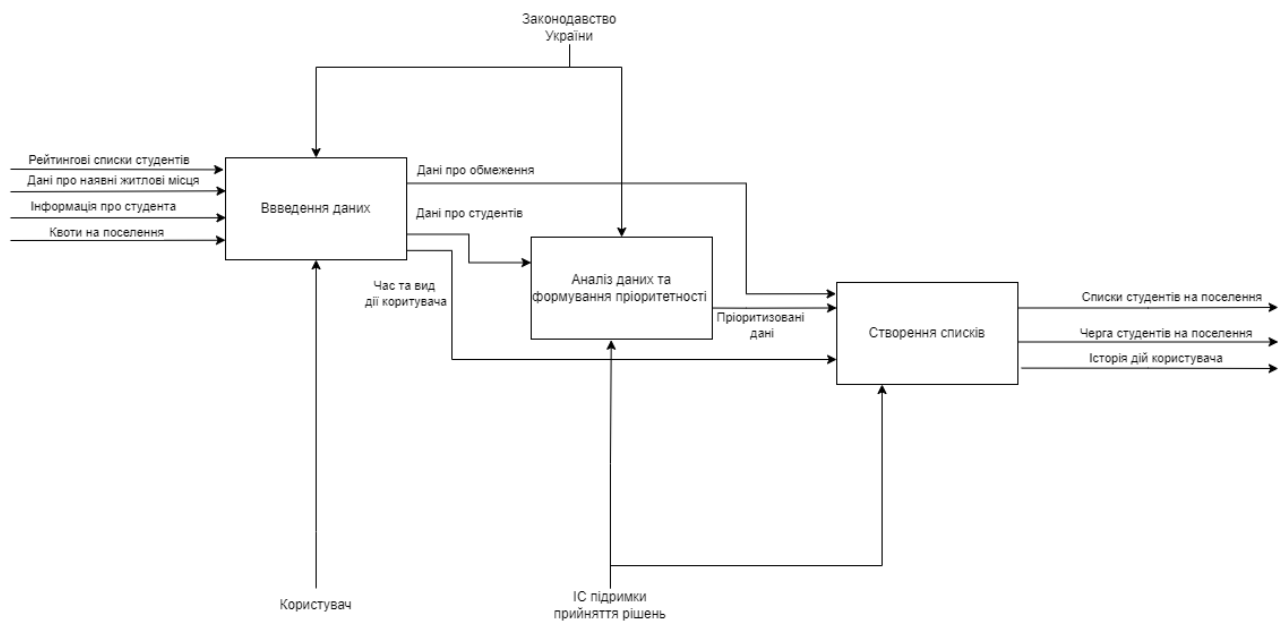 Законодавство
України
Рейтингові списки студентів
Дані про наявні житлові місця
Інформація про студента
Квоти на поселення
Ввведення даних
Дані про обмеження
Дані про студентів
Час та вид
дії коритувача
Аналіз даних та
формування пріоритетності
Пріоритизовані
дані
Створення списків
Списки студентів на поселення
Черга студентів на поселення
Історія дій користувача
Користувач
ІС підримки
прийняття рішень